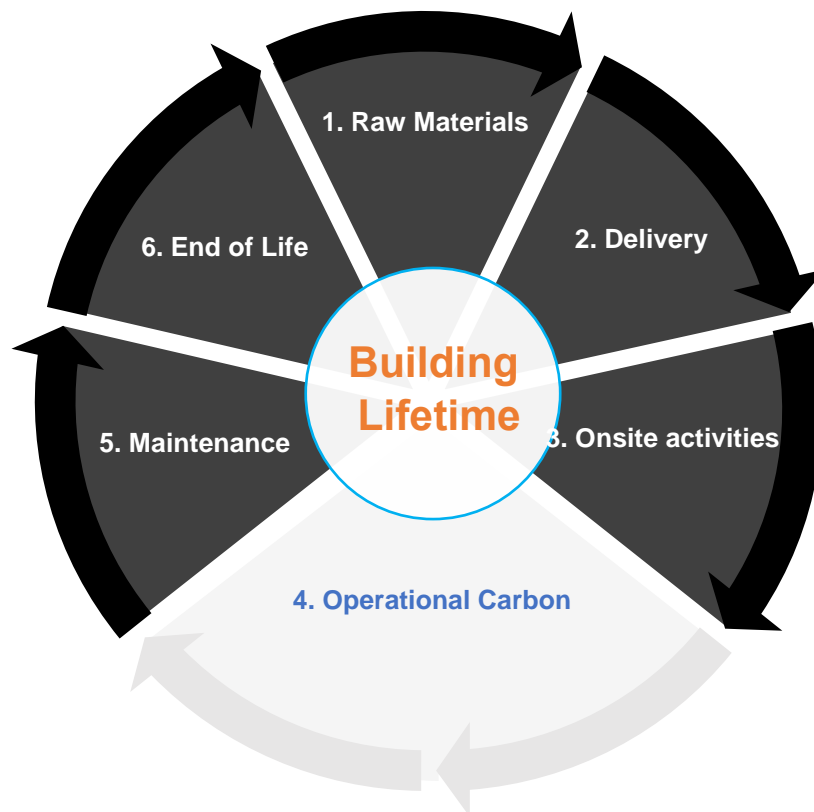 1. Raw Materials
2. Delivery
6. End of Life
Building
Lifetime
3. Onsite activities
5. Maintenance
4. Operational Carbon